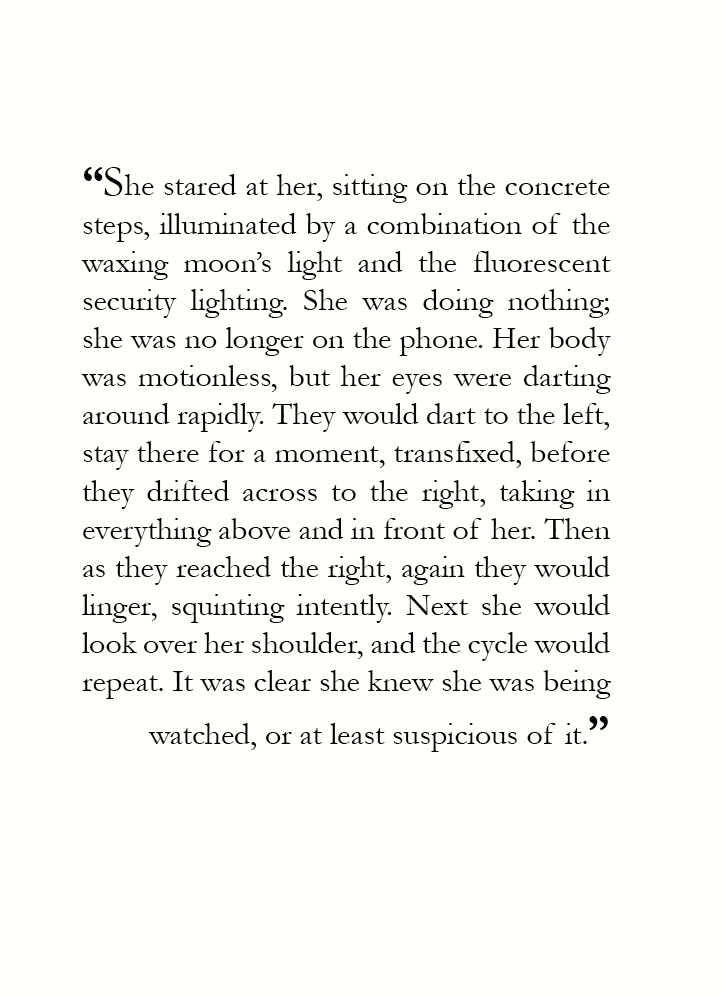 “She stared at her, sitting on the concrete
steps, illuminated by a combination of the
waxing moon’s light and the fluorescent
security lighting. She was doing nothing;
she was no longer on the phone. Her body
was motionless, but her eyes were darting
around rapidly. They would dart to the left,
stay there for a moment, transfixed, before
they drifted across to the right, taking in
everything above and in front of her. Then
as they reached the right, again they would
linger, squinting intently. Next she would
look over her shoulder, and the cycle would
repeat. It was clear she knew she was being
watched, or at least suspicious of it.”